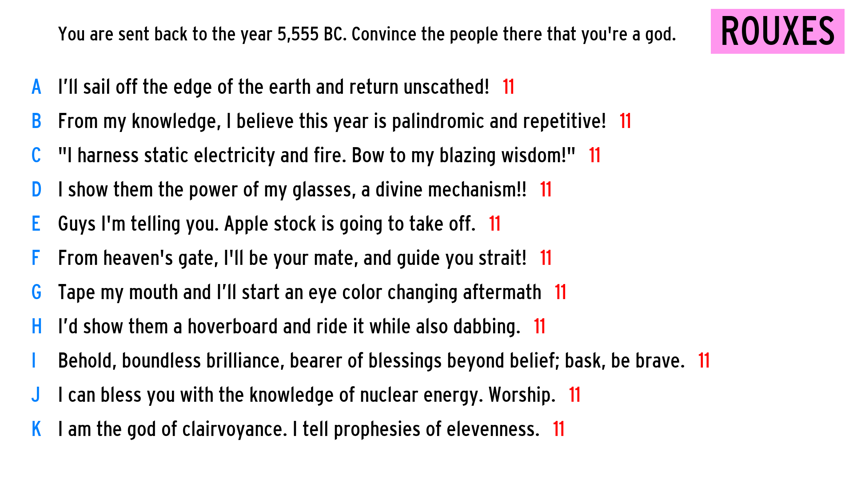 You are sent back to the year 5,555 BC. Convince the people there that you're a god.
ROUXES
A I'll sail off the edge of the earth and return unscathed! 11
B From my knowledge, I believe this year is palindromic and repetitive! 11
C "I harness static electricity and fire. Bow to my blazing wisdom!" 11
D I show them the power of my glasses, a divine mechanism!! 11
E Guys I'm telling you. Apple stock is going to take off. 11
F From heaven's gate, I'll be your mate, and guide you strait! 11
G Tape my mouth and I'll start an eye color changing aftermath 11
H I'd show them a hoverboard and ride it while also dabbing. 11
I Behold, boundless brilliance, bearer of blessings beyond belief; bask, be brave. 11
J I can bless you with the knowledge of nuclear energy. Worship. 11
K I am the god of clairvoyance. I tell prophesies of elevenness. 11